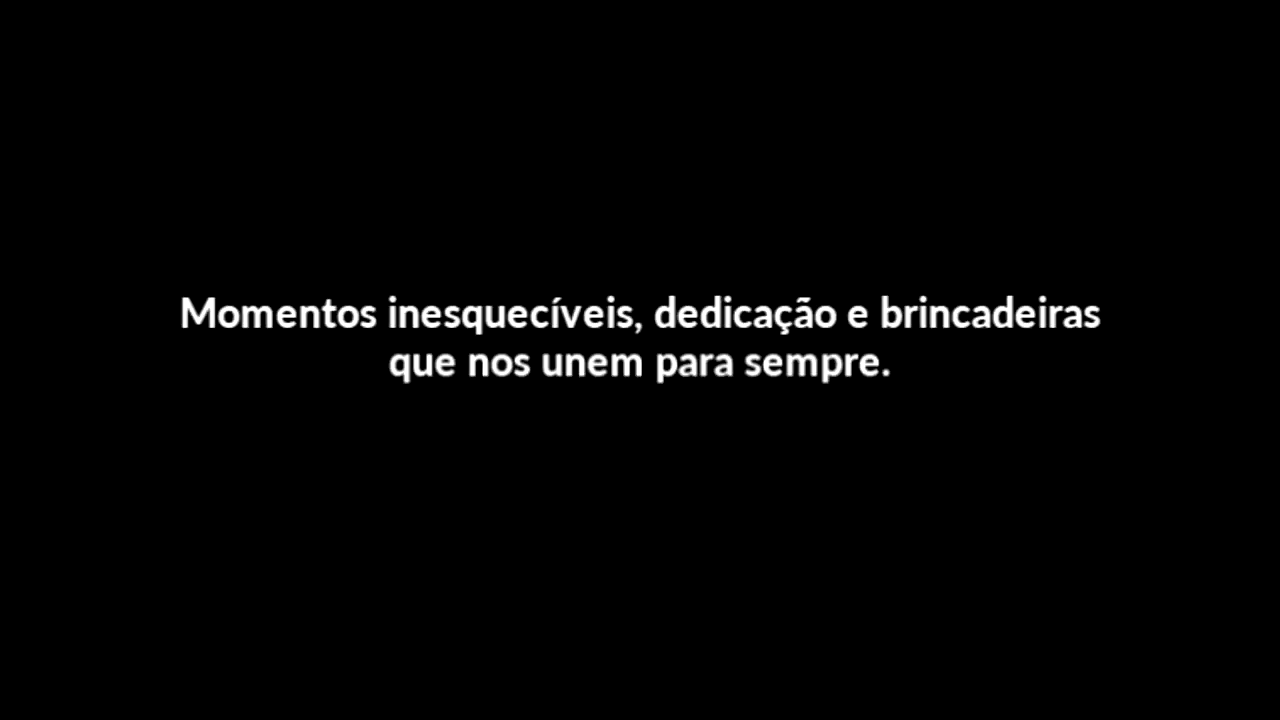 Momentos inesquecíveis, dedicação e brincadeiras
que nos unem para sempre.